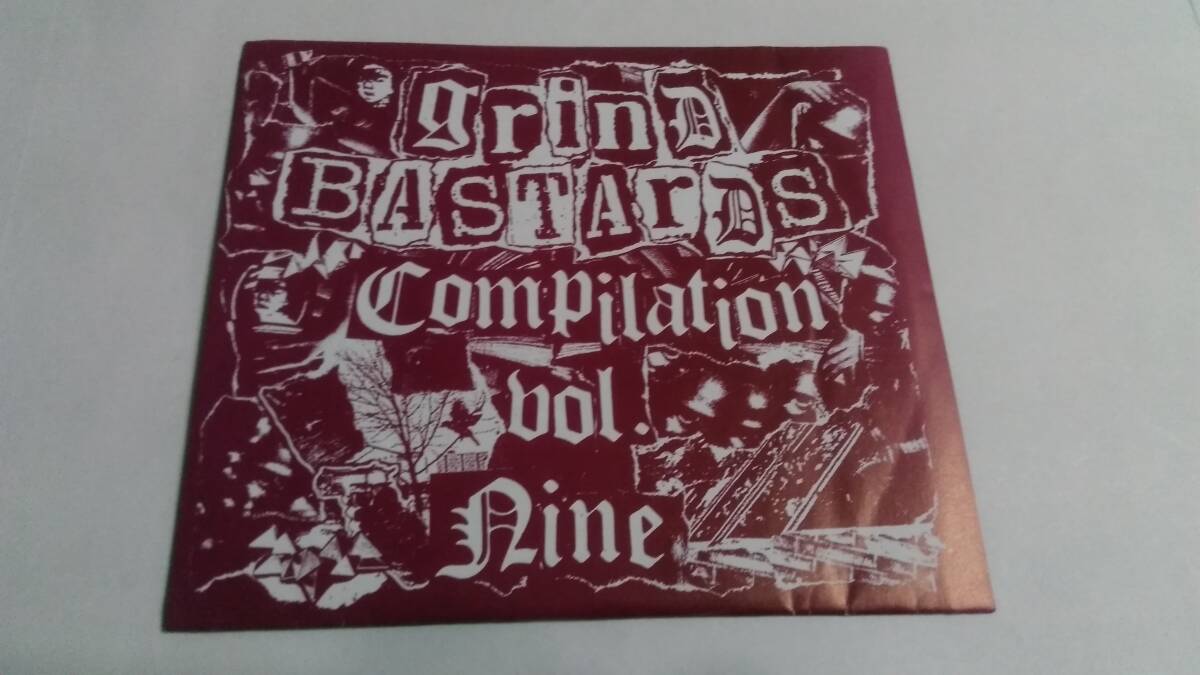 grinD
BASTArDS
Compilation
vol.
Nine